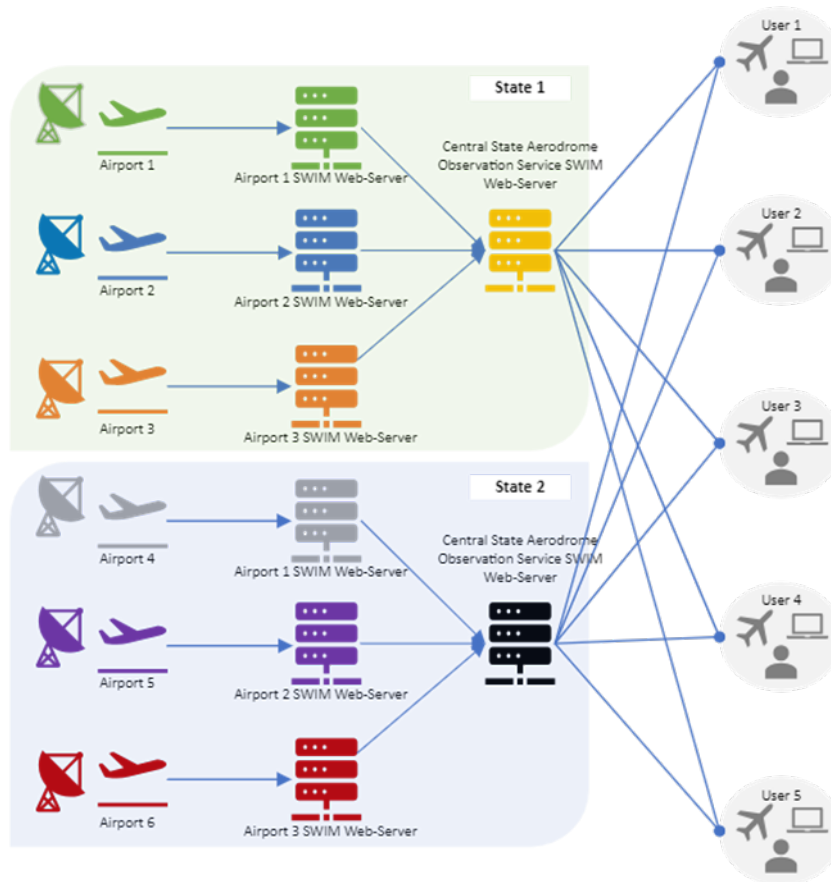 User 1
State 1
Central State Aerodrome
Observation Service SWIM
Web-Server
Airport 1
Airport 1 SWIM Web-Server
User 2
Airport 2
Airport 2 SWIM Web-Server
User 3
Airport 3
Airport 3 SWIM Web-Server
State 2
Central State Aerodrome
Observation Service SWIM
Web-Server
Airport 4
Airport 1 SWIM Web-Server
User 4
Airport 5
Airport 2 SWIM Web-Server
User 5
Airport 6
Airport 3 SWIM Web-Server